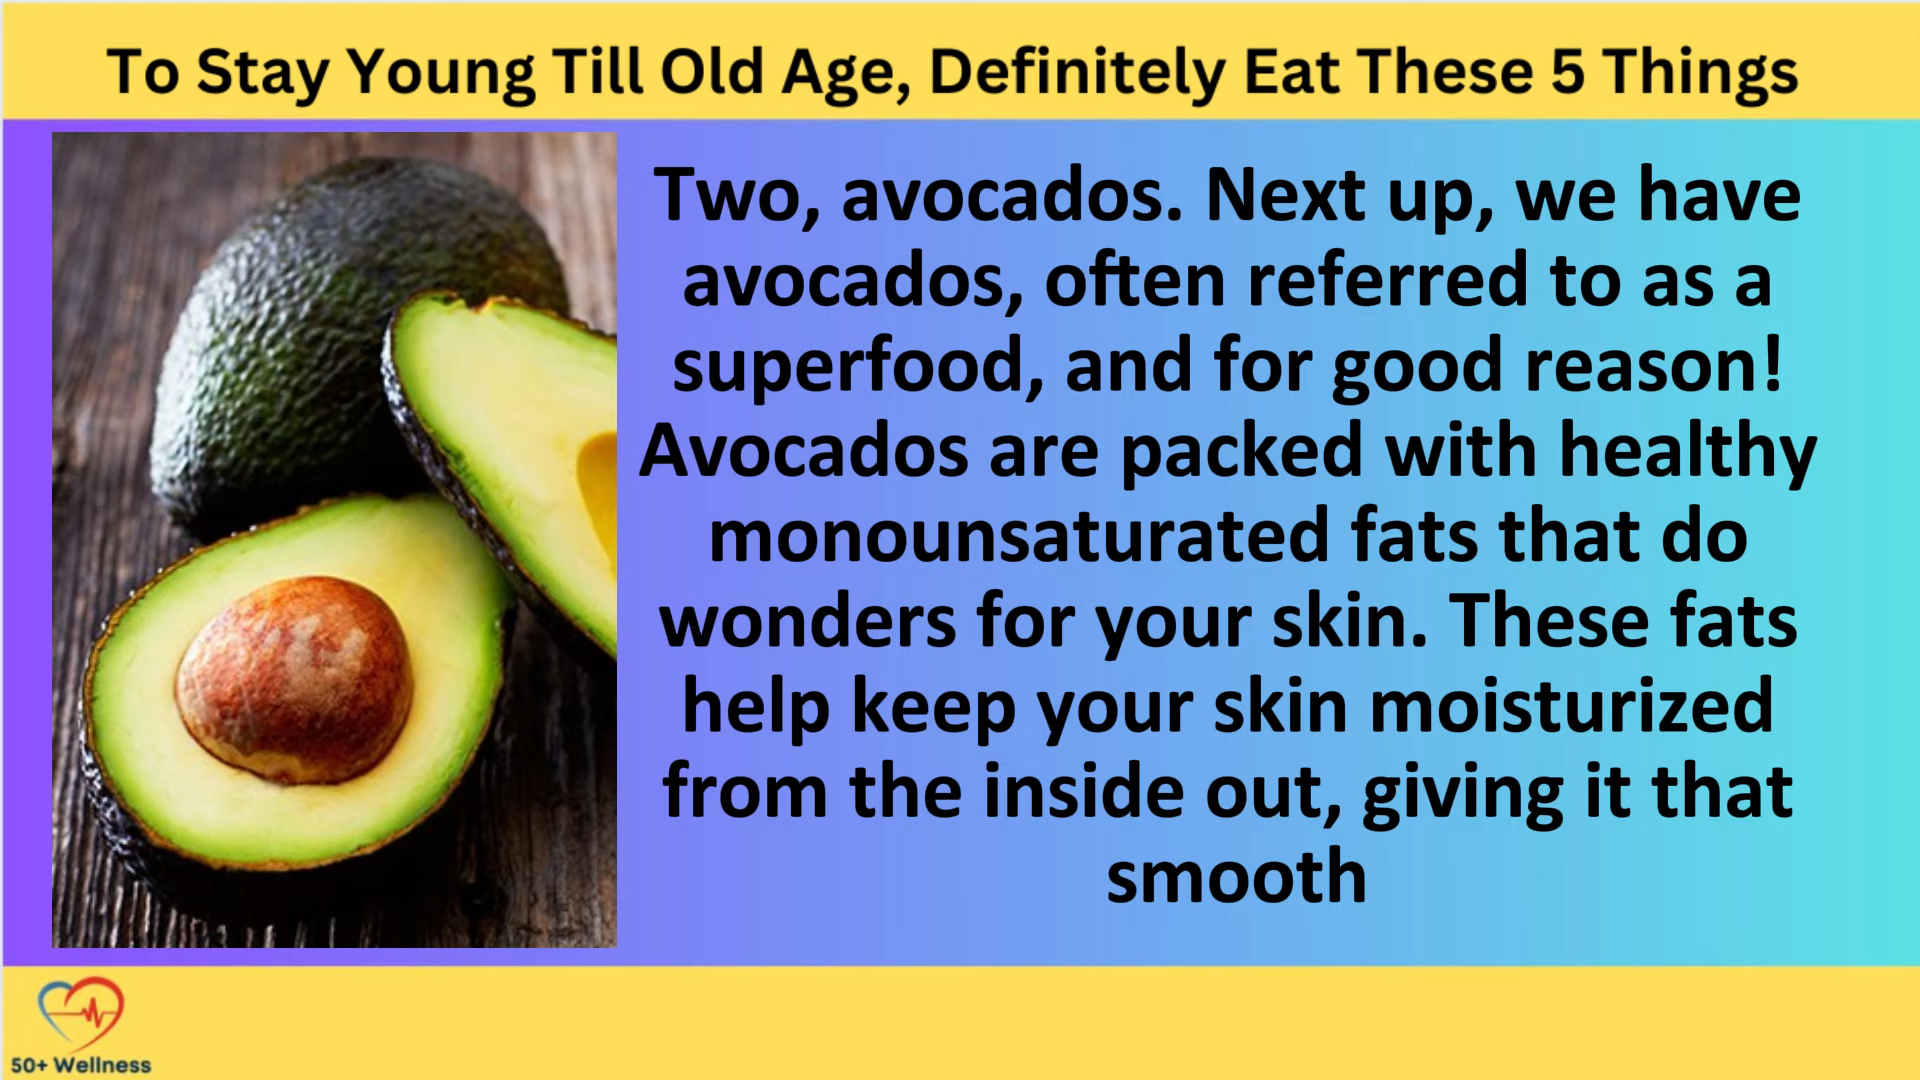 To Stay Young Till Old Age, Definitely Eat These 5 Things
Two, avocados. Next up, we have
avocados, often referred to as a
superfood, and for good reason!
Avocados are packed with healthy
monounsaturated fats that do
wonders for your skin. These fats
help keep your skin moisturized
from the inside out, giving it that
smooth
50+ Wellness